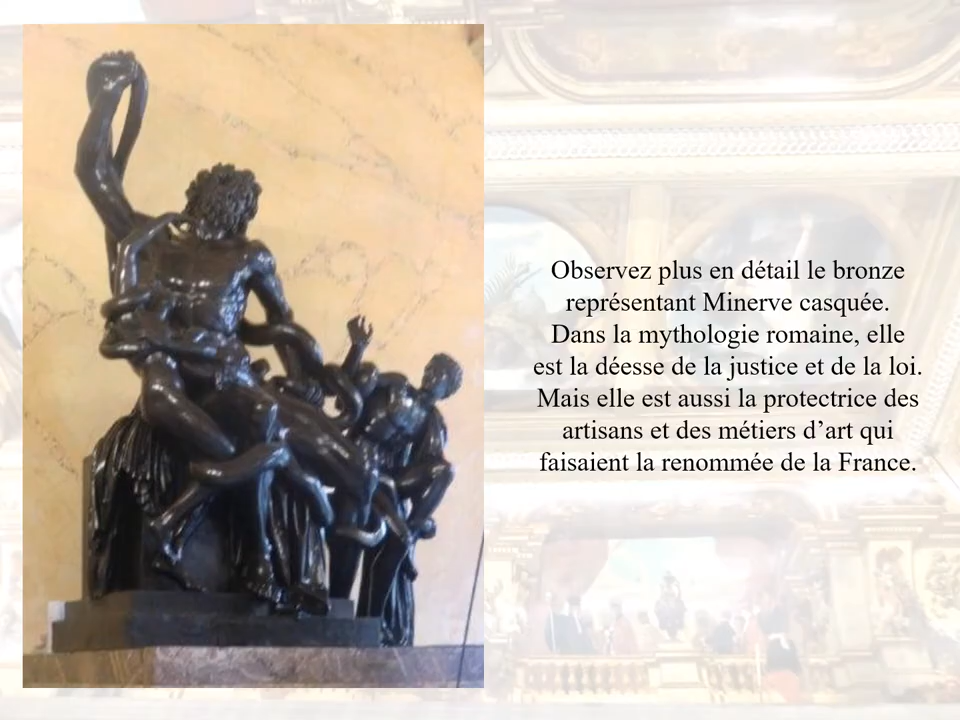 Observez plus en détail le bronze
représentant Minerve casquée.
Dans la mythologie romaine, elle
est la déesse de la justice et de la loi.
Mais elle est aussi la protectrice des
artisans et des métiers d’art qui
faisaient la renommée de la France.